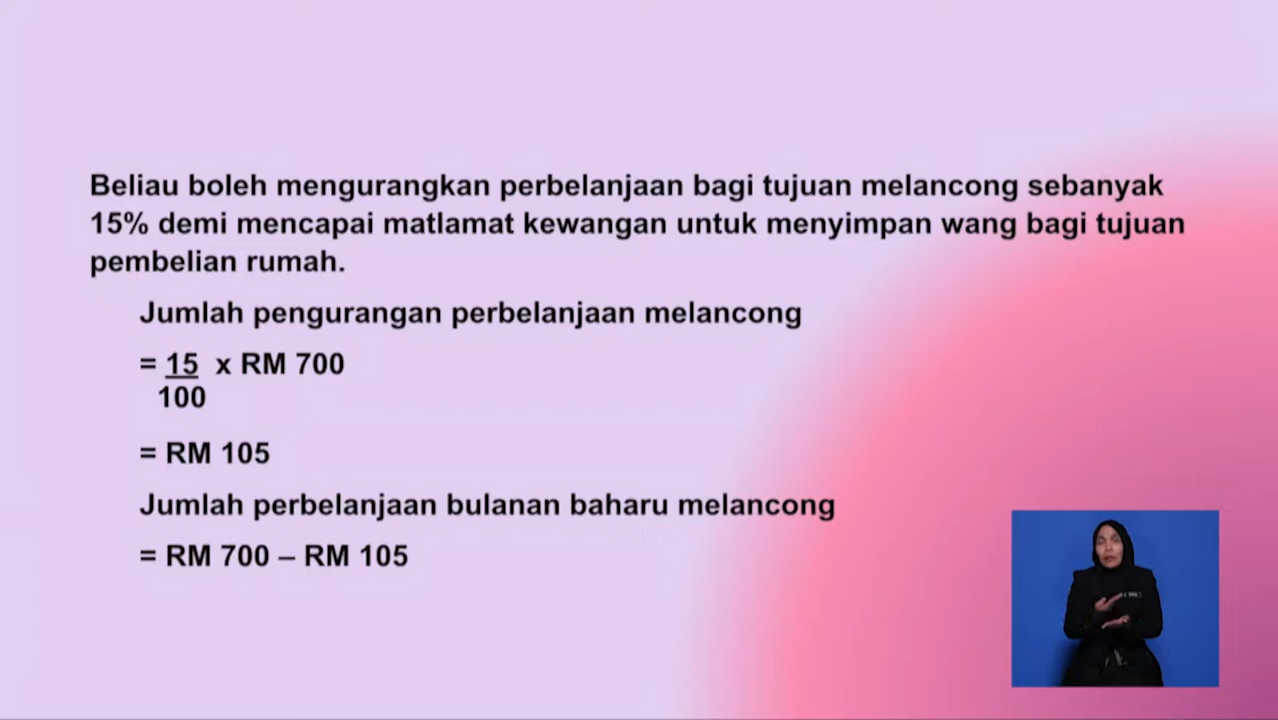 Beliau boleh mengurangkan perbelanjaan bagi tujuan melancong sebanyak
15% demi mencapai matlamat kewangan untuk menyimpan wang bagi tujuan
pembelian rumah.
Jumlah pengurangan perbelanjaan melancong
= 15 x RM 700
100
= RM 105
Jumlah perbelanjaan bulanan baharu melancong
= RM 700 – RM 105